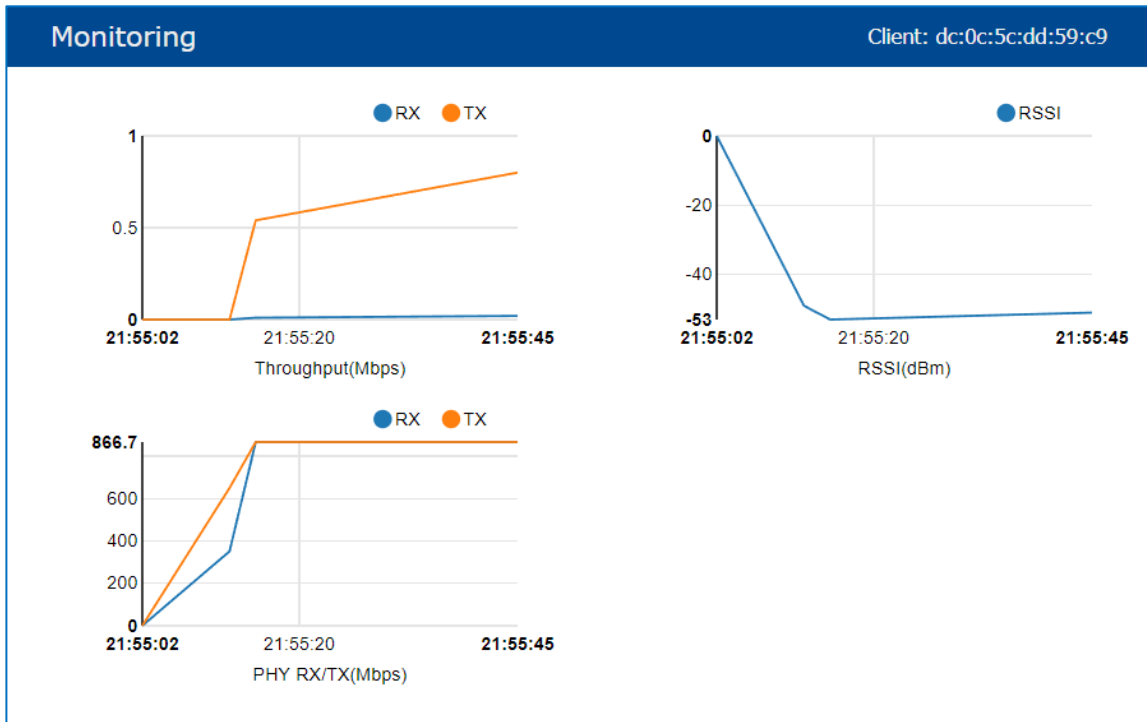 Monitoring
Client: dc:0c:5c:dd:59:c9
RX TX
1
0.5
0
21:55:02 21:55:20 21:55:45
Throughput(Mbps)
RSSI
0
-20
-40
-53
21:55:02 21:55:20 21:55:45
RSSI(dBm)
RX TX
866.7
600
400
200
0
21:55:02 21:55:20 21:55:45
PHY RX/TX(Mbps)